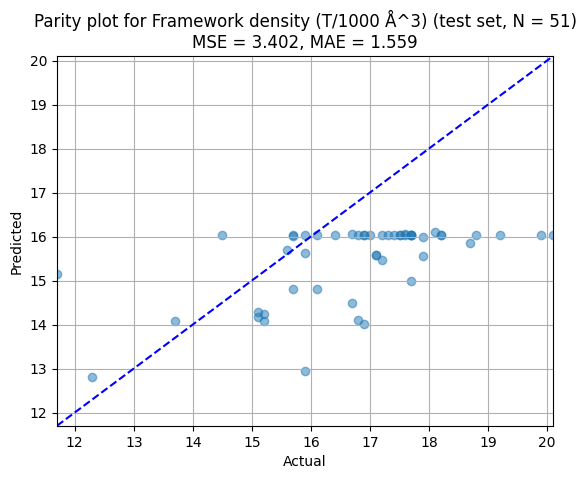 Parity plot for Framework density (T/1000 Å^3) (test set, N = 51)
MSE = 3.402, MAE = 1.559
20
19
18
17
16
15
14
13
12
Predicted
12 13 14 15 16 17 18 19 20
Actual